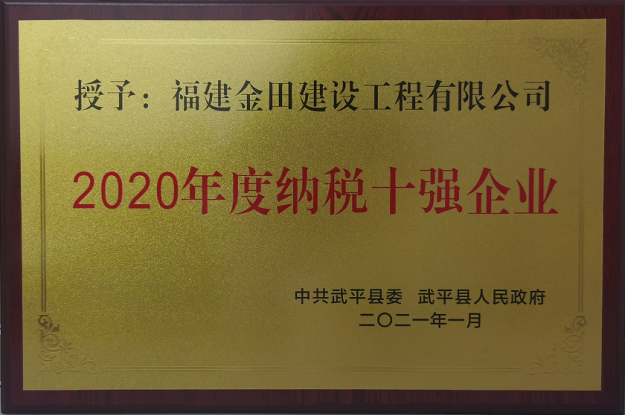 授予：福建金田建设工程有限公司
2020年度纳税十强企业
中共武平县委 武平县人民政府
二〇二一年一月